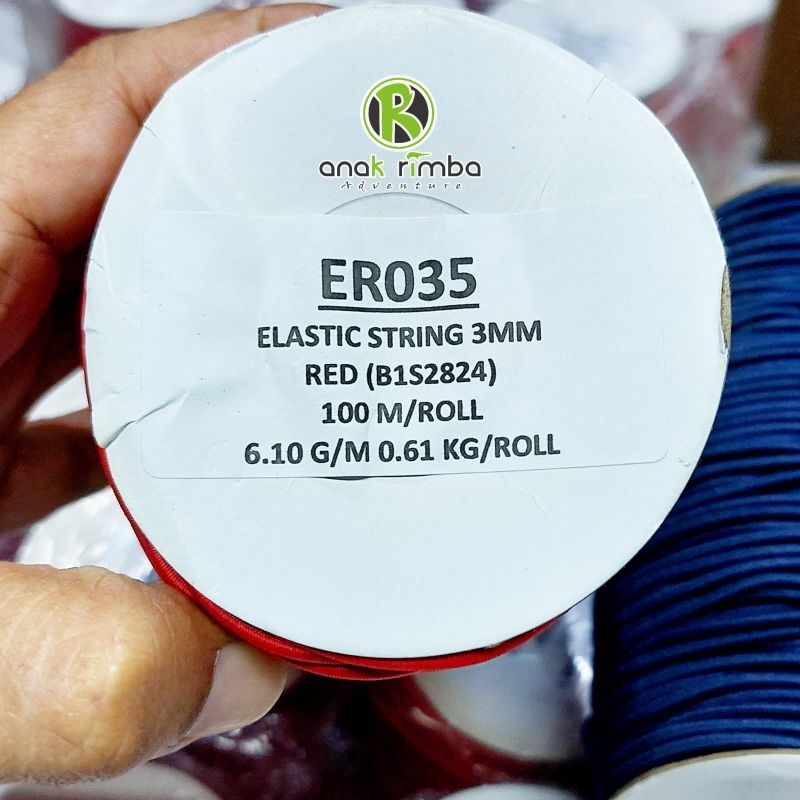 R
anak rimba
Adventure
ER035
ELASTIC STRING 3MM
RED (B1S2824)
100 M/ROLL
6.10 G/M 0.61 KG/ROLL